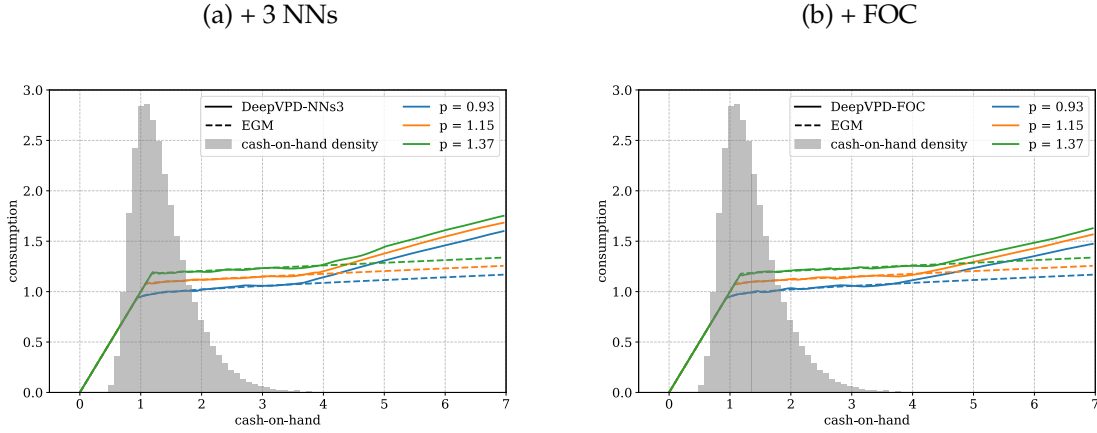 (a) + 3 NNs
3.0
2.5
2.0
1.5
1.0
0.5
0.0
consumption
DeepVPD-NNs3
EGM
cash-on-hand density
p = 0.93
p = 1.15
p = 1.37
0 1 2 3 4 5 6 7
cash-on-hand
(b) + FOC
3.0
2.5
2.0
1.5
1.0
0.5
0.0
consumption
DeepVPD-FOC
EGM
cash-on-hand density
p = 0.93
p = 1.15
p = 1.37
0 1 2 3 4 5 6 7
cash-on-hand